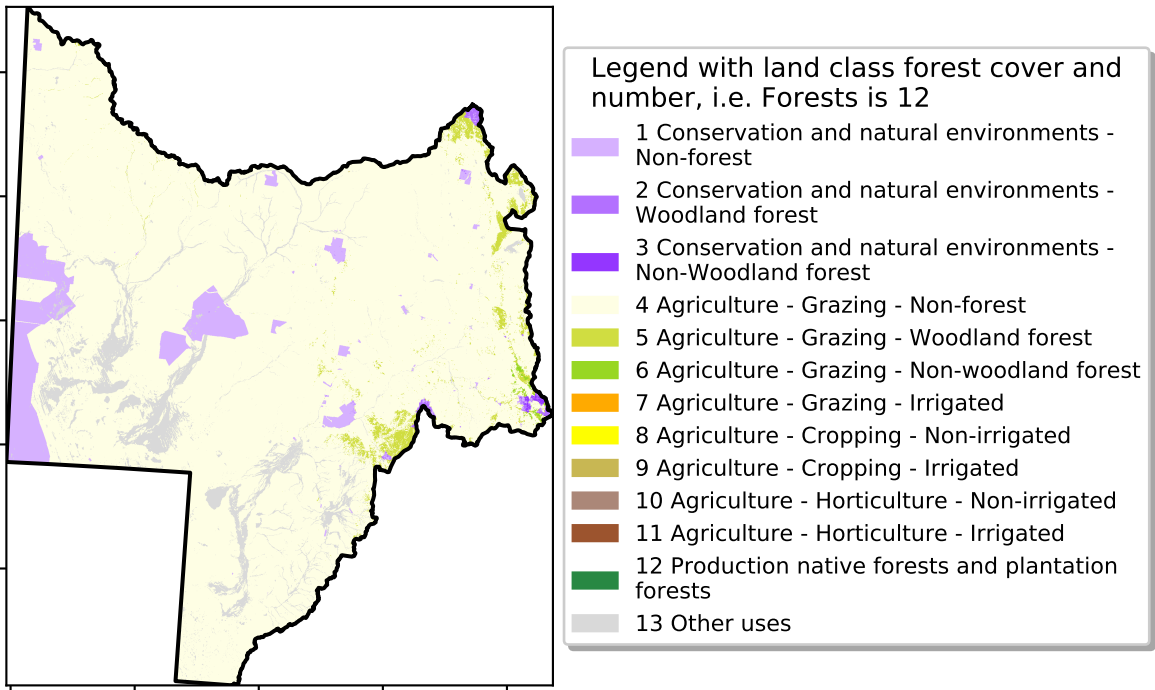 Legend with land class forest cover and
number, i.e. Forests is 12
1 Conservation and natural environments -
Non-forest
2 Conservation and natural environments -
Woodland forest
3 Conservation and natural environments -
Non-Woodland forest
4 Agriculture - Grazing - Non-forest
5 Agriculture - Grazing - Woodland forest
6 Agriculture - Grazing - Non-woodland forest
7 Agriculture - Grazing - Irrigated
8 Agriculture - Cropping - Non-irrigated
9 Agriculture - Cropping - Irrigated
10 Agriculture - Horticulture - Non-irrigated
11 Agriculture - Horticulture - Irrigated
12 Production native forests and plantation
forests
13 Other uses